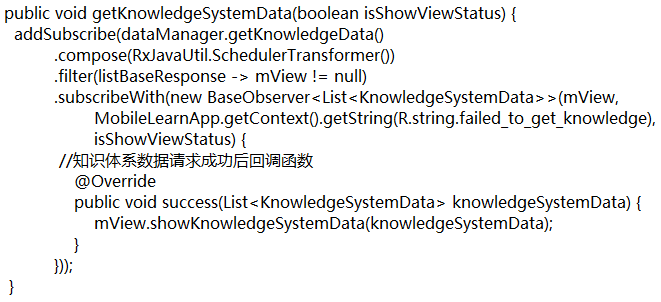 public void getKnowledgeSystemData(boolean isShowViewStatus) {
addSubscribe(dataManager.getKnowledgeData()
.compose(RxJavaUtil.SchedulerTransformer())
.filter(listBaseResponse -> mView != null)
.subscribeWith(new BaseObserver<List<KnowledgeSystemData>>(mView,
MobileLearnApp.getContext().getString(R.string.failed_to_get_knowledge),
isShowViewStatus) {
//知识体系数据请求成功后回调函数
@Override
public void success(List<KnowledgeSystemData> knowledgeSystemData) {
mView.showKnowledgeSystemData(knowledgeSystemData);
}
}));
}